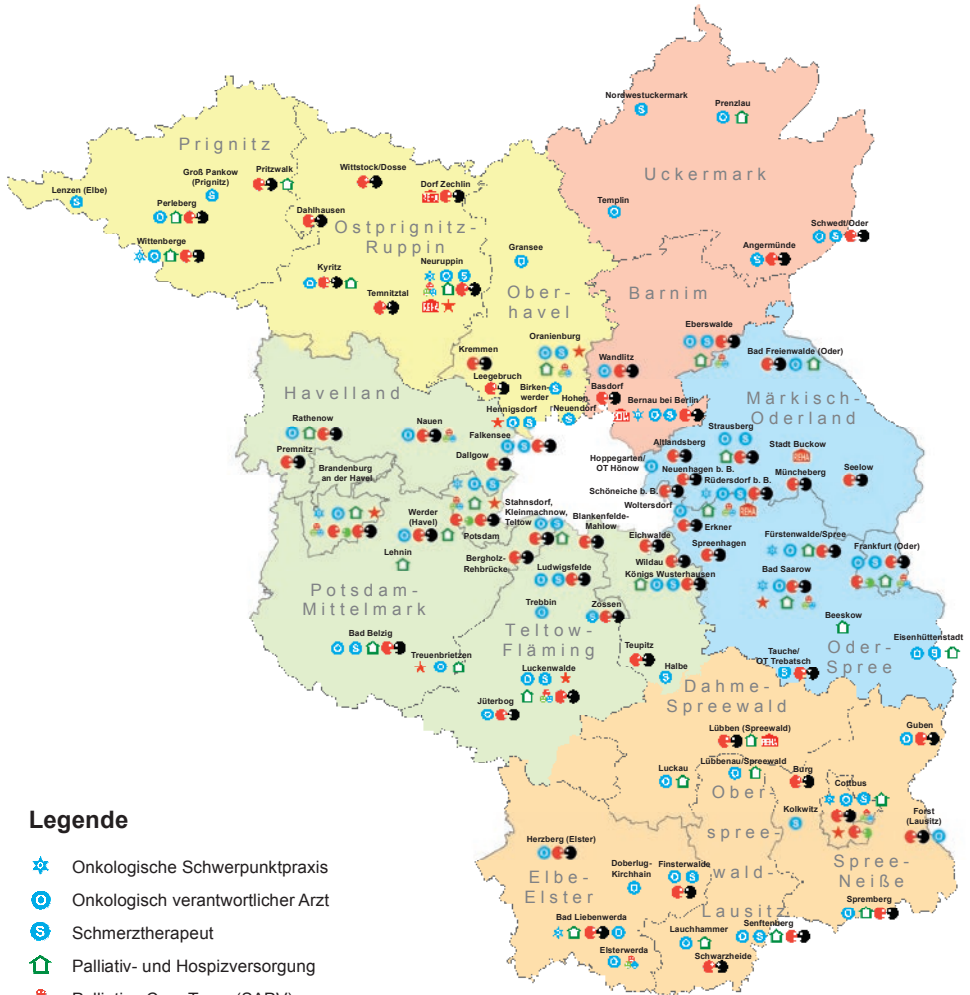 Nordwestuckermark
Prenzlau
Prignitz
Uckermark
Groß Pankow
(Prignitz)
Pritzwalk
Wittstock/Dosse
Lenzen (Elbe)
Dorf Zechlin
REHA
Perleberg
Dahlhausen
Templin
Ostprignitz-
Ruppin
Schwedt/Oder
Wittenberge
Gransee
Angermünde
Kyritz
Neuruppin
Temnitztal
REHA
Ober-
havel
Barnim
Oranienburg
Eberswalde
Kremmen
Wandlitz
Bad Freienwalde (Oder)
Leegebruch
Birken-
werder
Basdorf
Havelland
Hennigsdorf
Hohen
Neuendorf
Bernau bei Berlin
REHA
Märkisch-
Oderland
Rathenow
Nauen
Falkensee
Strausberg
Altlandsberg
Stadt Buckow
REHA
Premnitz
Dallgow
Hoppegarten/
OT Hönow
Neuenhagen b. B.
Müncheberg
Seelow
Brandenburg
an der Havel
Rüdersdorf b. B.
Schöneiche b. B.
Woltersdorf
REHA
Stahnsdorf,
Kleinmachnow,
Teltow
Blankenfelde-
Mahlow
Werder
(Havel)
Potsdam
Erkner
Fürstenwalde/Spree
Frankfurt (Oder)
Lehnin
Bergholz-
Rehbrücke
Eichwalde
Wildau
Spreenhagen
Ludwigsfelde
Königs Wusterhausen
Bad Saarow
Potsdam-
Mittelmark
Trebbin
Zossen
Beeskow
Teltow-
Fläming
Bad Belzig
Treuenbrietzen
Teupitz
Eisenhüttenstadt
Oder-
Spree
Luckenwalde
Halbe
Tauche/
OT Trebatsch
Jüterbog
Dahme-
Spreewald
Lübben (Spreewald)
REHA
Guben
Luckau
Lübbenau/Spreewald
Burg
Cottbus
Ober-
Kolkwitz
Forst
(Lausitz)
spree-
Herzberg (Elster)
Doberlug-
Kirchhain
Finsterwalde
wald-
Spree-
Neiße
Elbe-
Elster
Spremberg
Bad Liebenwerda
Lausitz
Lauchhammer
Senftenberg
Elsterwerda
Schwarzheide
Legende
Onkologische Schwerpunktpraxis
O Onkologisch verantwortlicher Arzt
S Schmerztherapeut
Palliativ- und Hospizversorgung